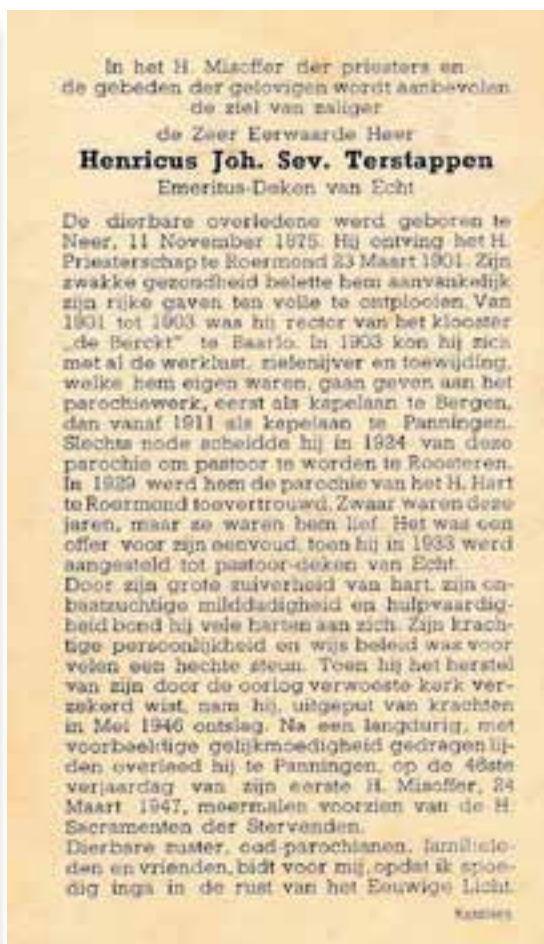 In het H. Misoffer der priesters en
de gebeden der gelovigen wordt aanbevolen
de ziel van zaliger
de Zeer Eerwaarde Heer
Henricus Joh. Sev. Terstappen
Emeritus-Deken van Echt
De dierbare overledene werd geboren te
Neer, 11 November 1875. Hij ontving het H.
Priesterschap te Roermond 23 Maart 1901. Zijn
zwakke gezondheid belette hem aanvankelijk
zijn rijke gaven ten volle te ontplooien. Van
1901 tot 1903 was hij rector van het klooster
„de Berckt" te Baarlo. In 1903 kon hij zich
met al de werklust, zielenijver en toewijding,
welke hem eigen waren, gaan geven aan het
parochiewerk, eerst als kapelaan te Bergen,
dan vanaf 1911 als kapelaan te Panningen.
Slechts node scheidde hij in 1924 van deze
parochie om pastoor te worden te Roosteren.
In 1929 werd hem de parochie van het H. Hart
te Roermond toevertrouwd. Zwaar waren deze
jaren, maar ze waren hem lief. Het was een
offer voor zijn eenvoud, toen hij in 1933 werd
aangesteld tot pastoor-deken van Echt.
Door zijn grote zuiverheid van hart, zijn on-
baatzuchtige milddadigheid en hulpvaardig-
heid bond hij vele harten aan zich. Zijn krach-
tige persoonlijkheid en wijs beleid was voor
velen een hechte steun. Toen hij het herstel
van zijn door de oorlog verwoeste kerk ver-
zekerd wist, nam hij, uitgeput van krachten
in Mei 1946 ontslag. Na een langdurig, met
voorbeeldige gelijkmoedigheid gedragen lij-
den overleed hij te Panningen, op de 46ste
verjaardag van zijn eerste H. Misoffer, 24
Maart 1947, meermalen voorzien van de H.
Sacramenten der Stervenden.
Dierbare zuster, oud-parochianen, familiele-
den en vrienden, bidt voor mij, opdat ik spoe-
dig inga in de rust van het Eeuwige Licht.